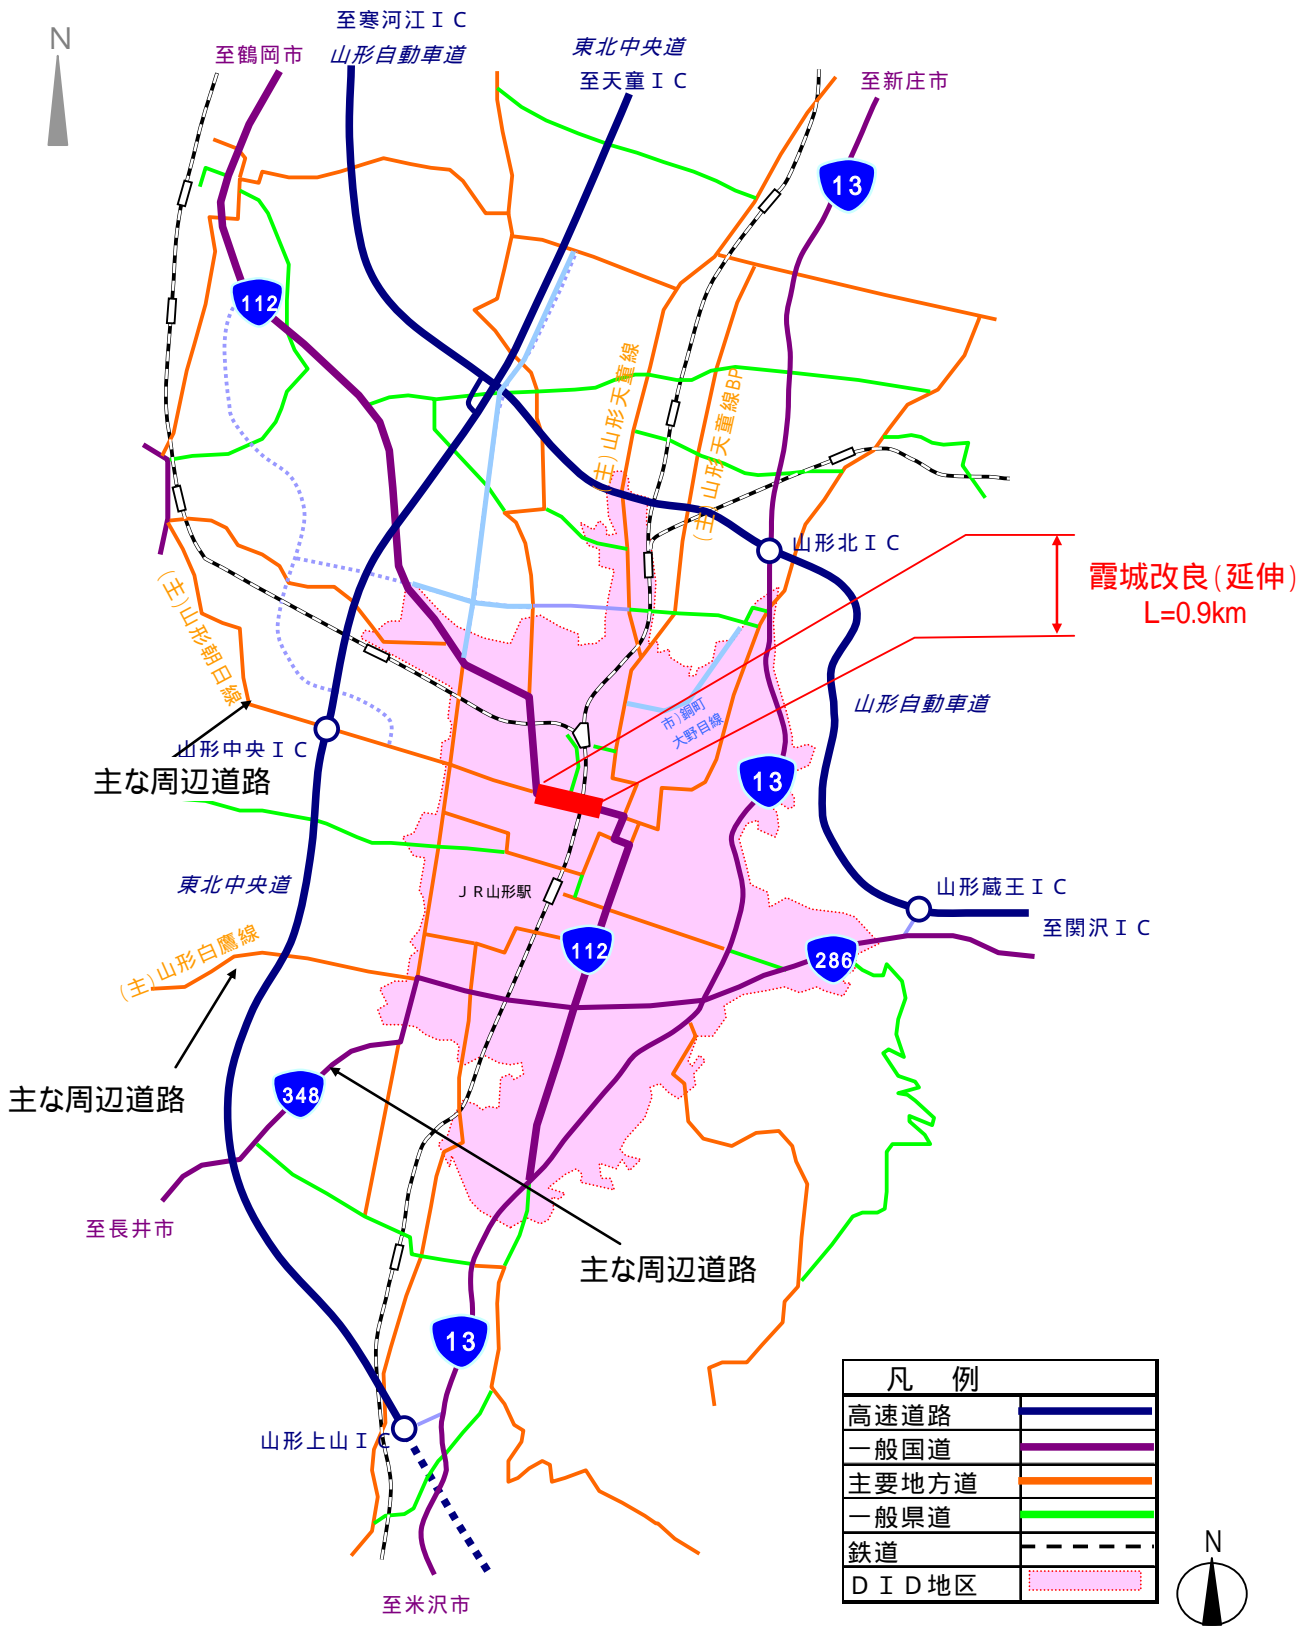 至寒河江ＩＣ
山形自動車道
東北中央道
至天童ＩＣ
N
至鶴岡市
至新庄市
13
112
(主)山形天童線
(主)山形天童線BP
山形北ＩＣ
霞城改良(延伸)
L=0.9km
(主)山形朝日線
山形自動車道
市)銅町
大野目線
山形中央ＩＣ
主な周辺道路
13
東北中央道
ＪＲ山形駅
山形蔵王ＩＣ
至関沢ＩＣ
(主)山形白鷹線
112
286
主な周辺道路
348
至長井市
主な周辺道路
13
山形上山ＩＣ
至米沢市
凡　例
高速道路
一般国道
主要地方道
一般県道
鉄道
ＤＩＤ地区
N